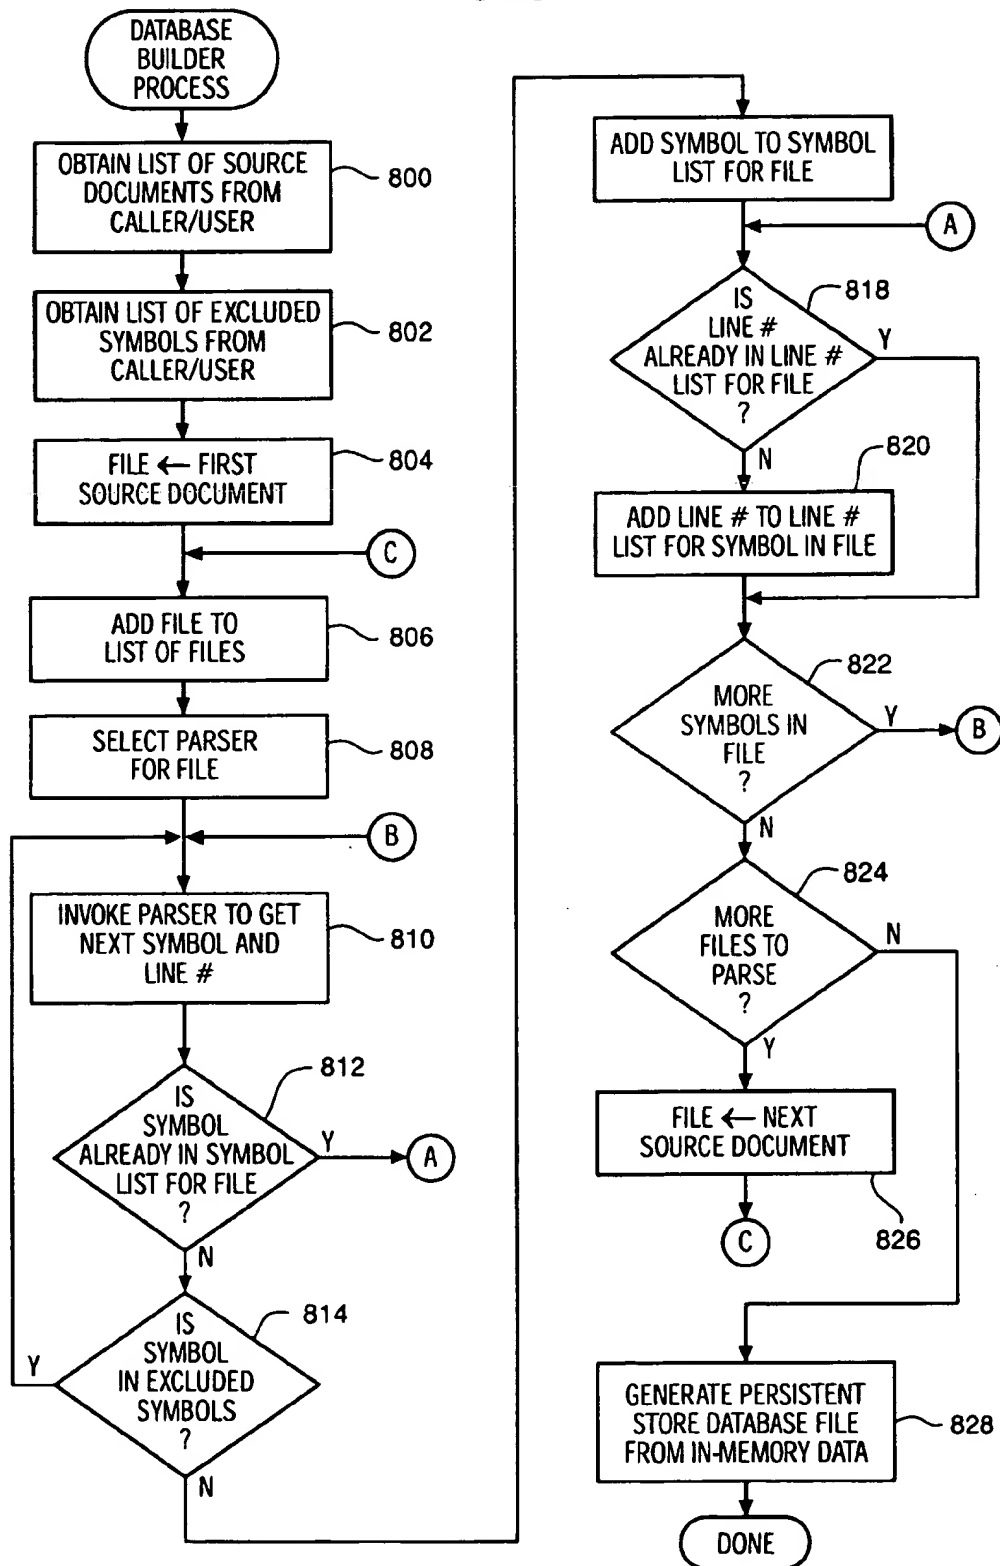 DATABASE
BUILDER
PROCESS
OBTAIN LIST OF SOURCE
DOCUMENTS FROM
CALLER/USER
800
OBTAIN LIST OF EXCLUDED
SYMBOLS FROM
CALLER/USER
802
FILE ← FIRST
SOURCE DOCUMENT
804
C
ADD FILE TO
LIST OF FILES
806
SELECT PARSER
FOR FILE
808
B
INVOKE PARSER TO GET
NEXT SYMBOL AND
LINE #
810
IS
SYMBOL
ALREADY IN SYMBOL
LIST FOR FILE
?
812
Y
A
N
IS
SYMBOL
IN EXCLUDED
SYMBOLS
?
814
Y
N
ADD SYMBOL TO SYMBOL
LIST FOR FILE
A
IS
LINE #
ALREADY IN LINE #
LIST FOR FILE
?
818
Y
N
820
ADD LINE # TO LINE #
LIST FOR SYMBOL IN FILE
MORE
SYMBOLS IN
FILE
?
822
Y
B
N
MORE
FILES TO
PARSE
?
824
N
Y
FILE ← NEXT
SOURCE DOCUMENT
826
C
GENERATE PERSISTENT
STORE DATABASE FILE
FROM IN-MEMORY DATA
828
DONE